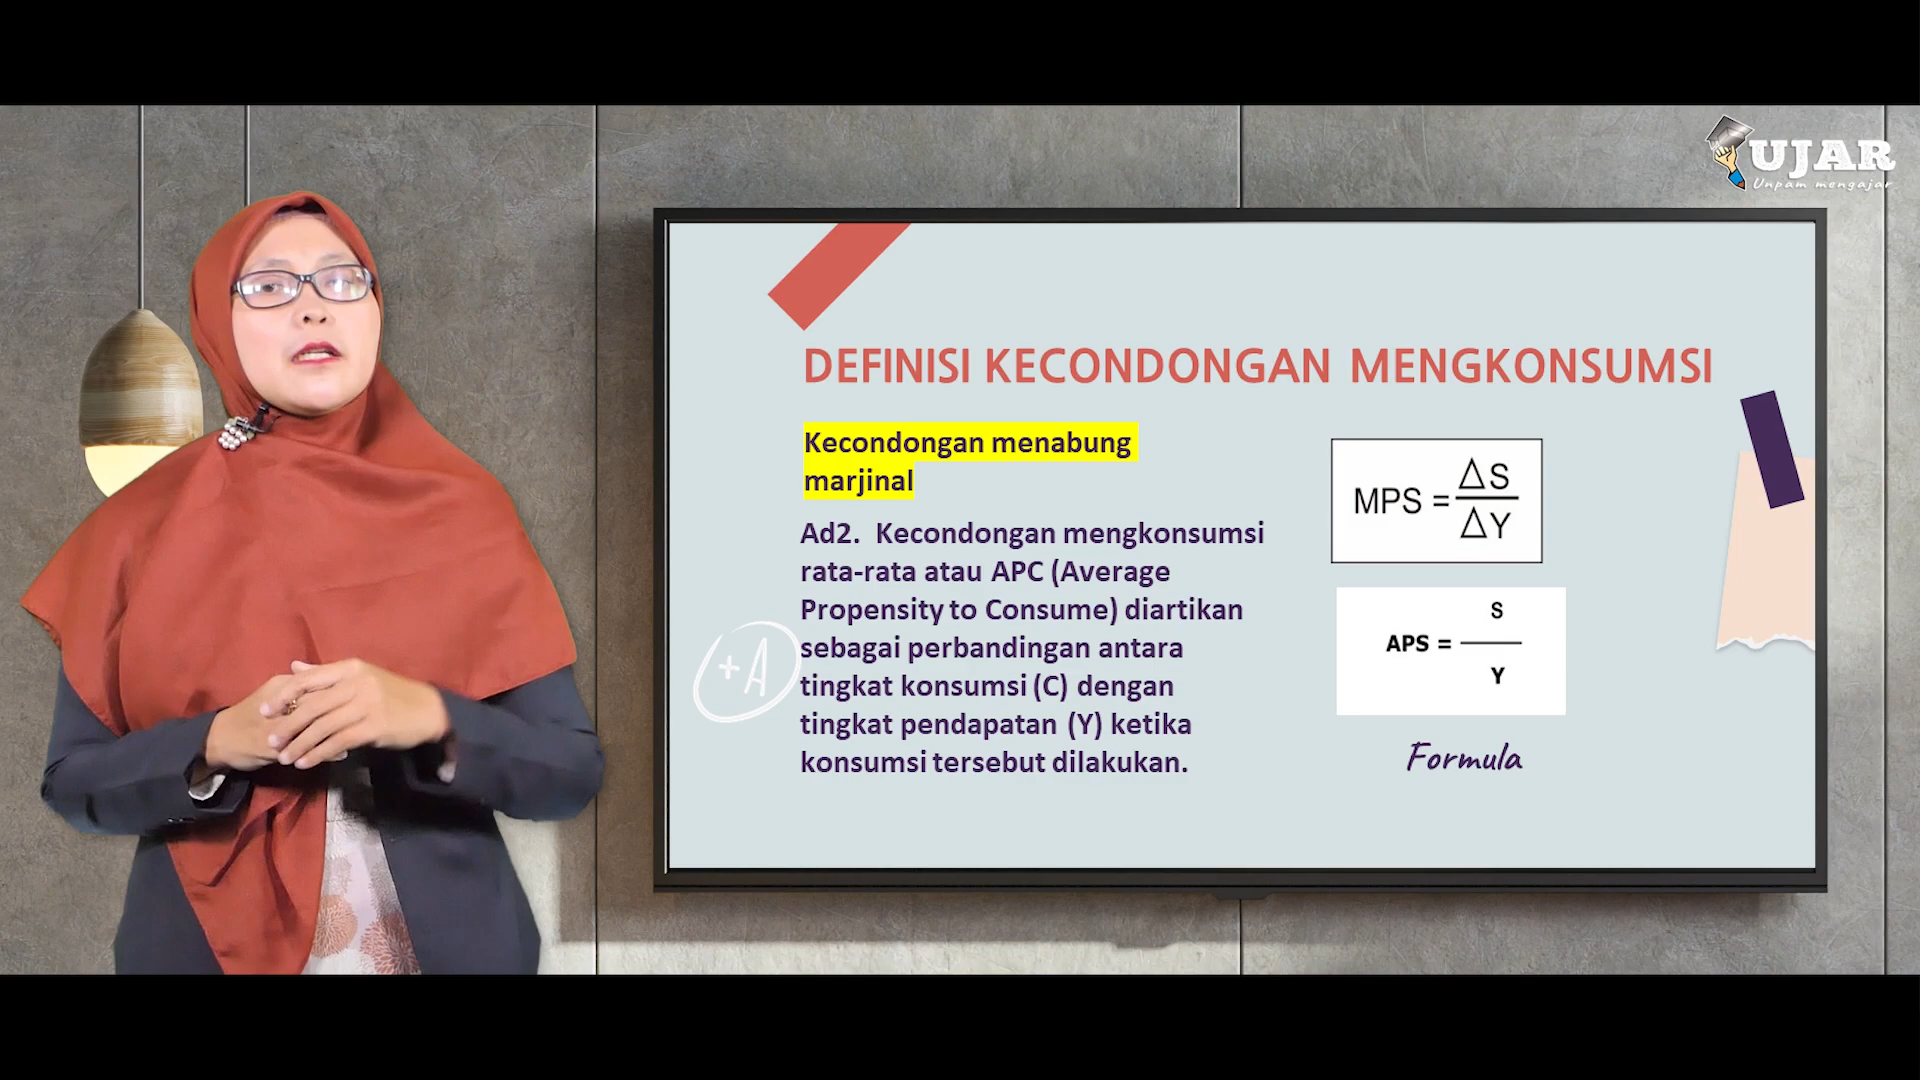 UJAR
Unpam mengajar
DEFINISI KECONDONGAN MENGKONSUMSI
Kecondongan menabung
marjinal
Ad2. Kecondongan mengkonsumsi
rata-rata atau APC (Average
Propensity to Consume) diartikan
sebagai perbandingan antara
tingkat konsumsi (C) dengan
tingkat pendapatan (Y) ketika
konsumsi tersebut dilakukan.
+A
MPS = ΔS
ΔY
S
APS =
Y
Formula